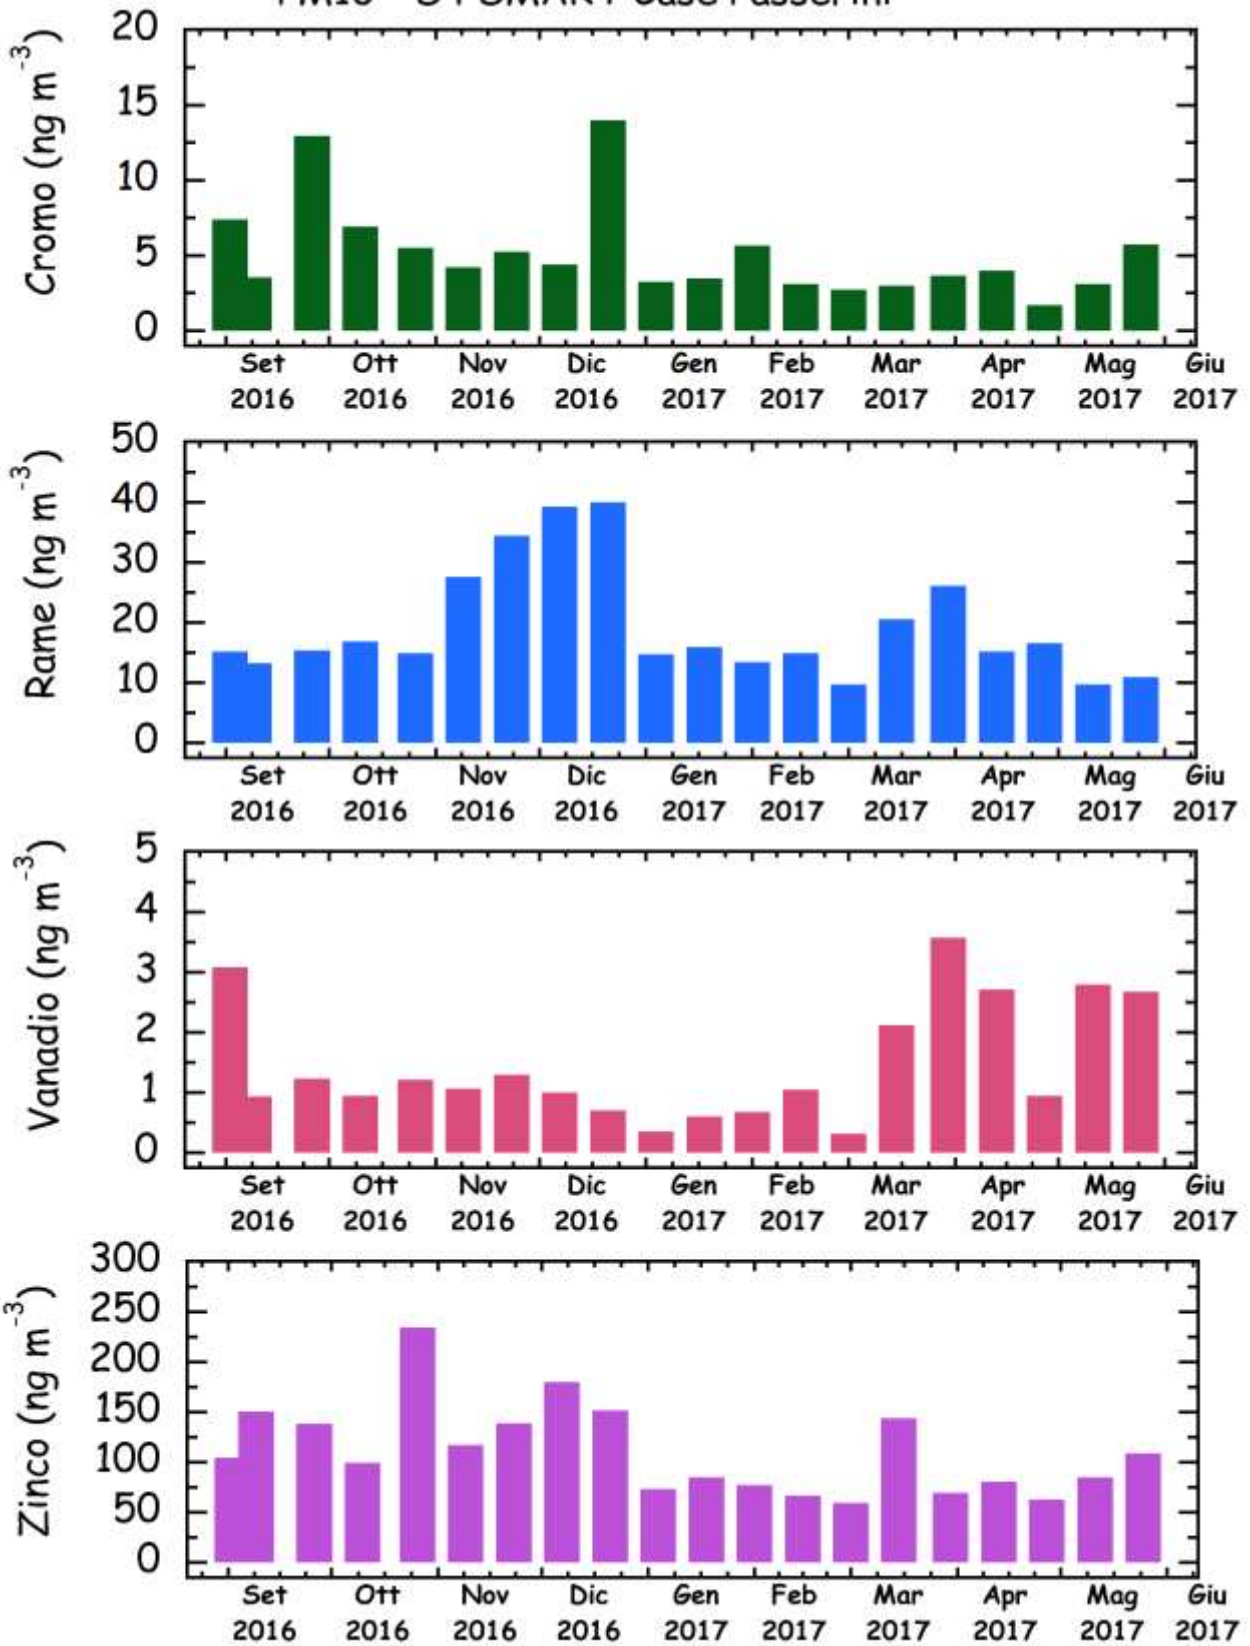 20
15
10
5
0
Cromo (ng m⁻³)
Set Ott Nov Dic Gen Feb Mar Apr Mag Giu
2016 2016 2016 2016 2017 2017 2017 2017 2017 2017
50
40
30
20
10
0
Rame (ng m⁻³)
Set Ott Nov Dic Gen Feb Mar Apr Mag Giu
2016 2016 2016 2016 2017 2017 2017 2017 2017 2017
5
4
3
2
1
0
Vanadio (ng m⁻³)
Set Ott Nov Dic Gen Feb Mar Apr Mag Giu
2016 2016 2016 2016 2017 2017 2017 2017 2017 2017
300
250
200
150
100
50
0
Zinco (ng m⁻³)
Set Ott Nov Dic Gen Feb Mar Apr Mag Giu
2016 2016 2016 2016 2017 2017 2017 2017 2017 2017